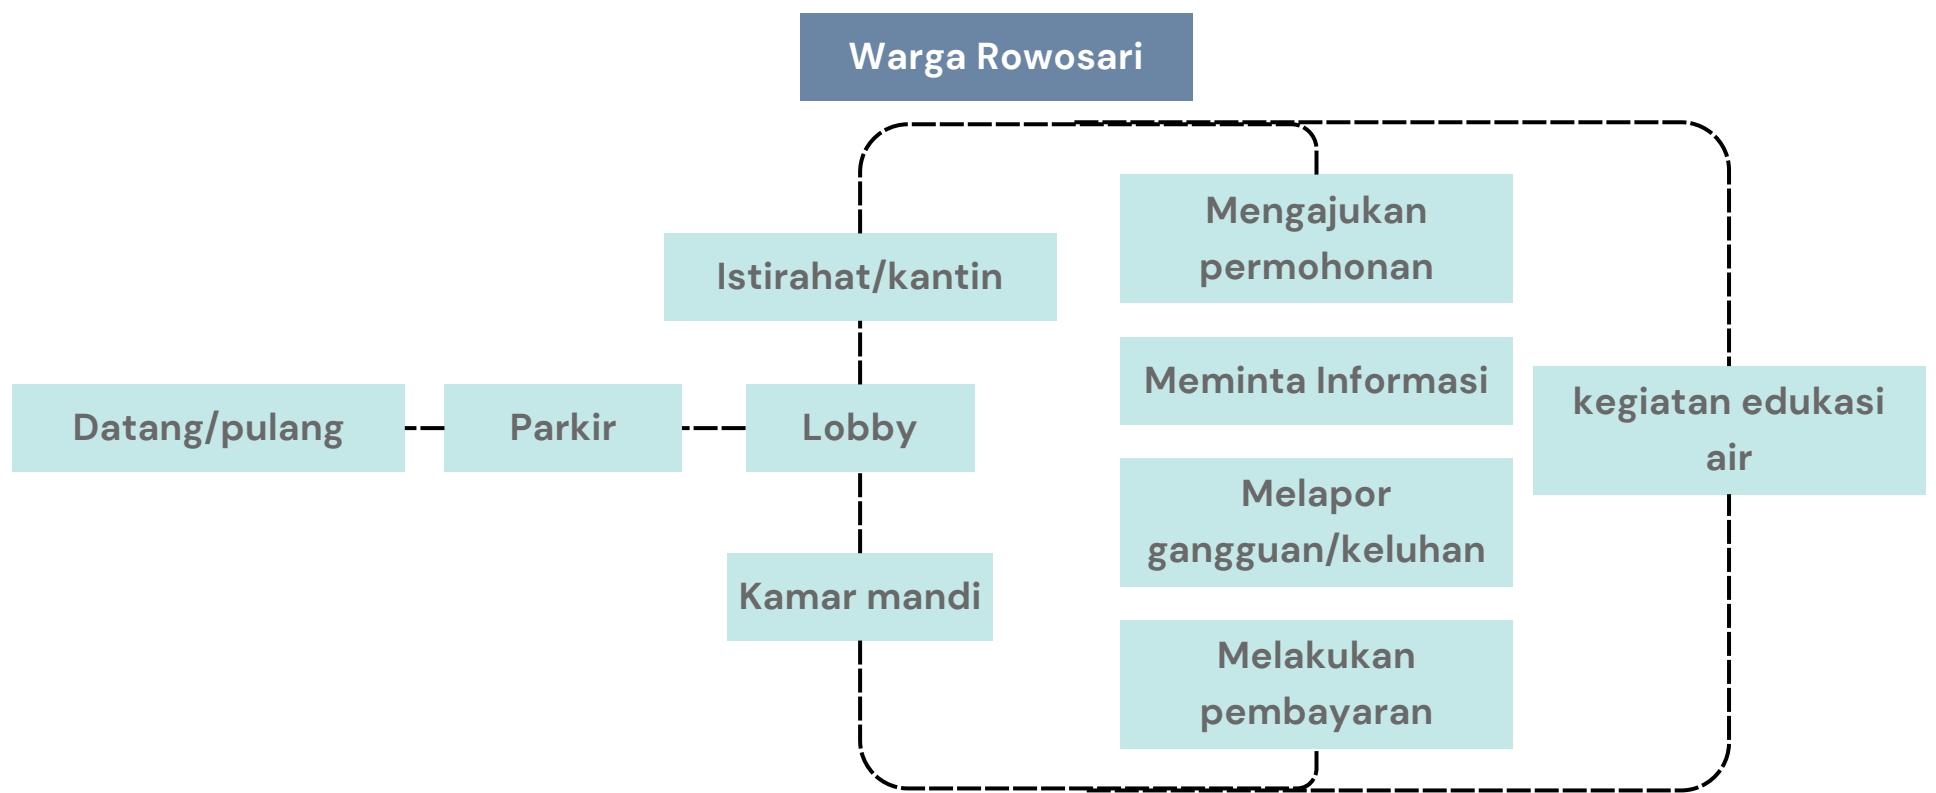 Warga Rowosari
Mengajukan
permohonan
Istirahat/kantin
Meminta Informasi
kegiatan edukasi
air
Datang/pulang
Parkir
Lobby
Melapor
gangguan/keluhan
Kamar mandi
Melakukan
pembayaran